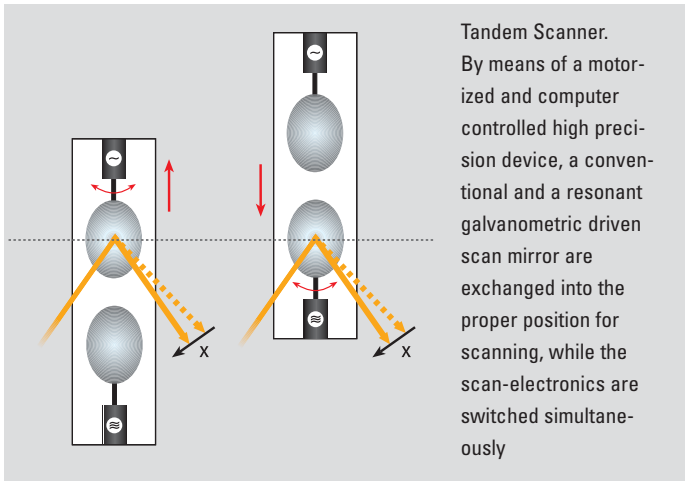 Tandem Scanner.
By means of a motor-
ized and computer
controlled high preci-
sion device, a conven-
tional and a resonant
galvanometric driven
scan mirror are
exchanged into the
proper position for
scanning, while the
scan-electronics are
switched simultane-
ously
~
≋
x
~
≋
x